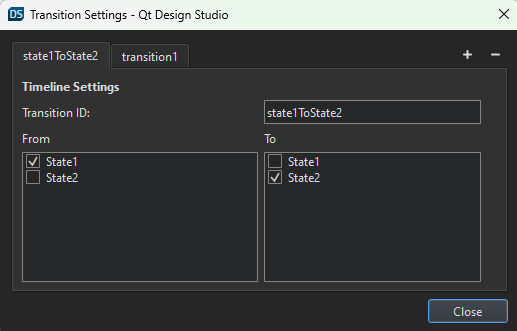 DS Transition Settings - Qt Design Studio
state1ToState2 transition1
Timeline Settings
Transition ID: state1ToState2
From To
State1 State1
State2 State2
Close